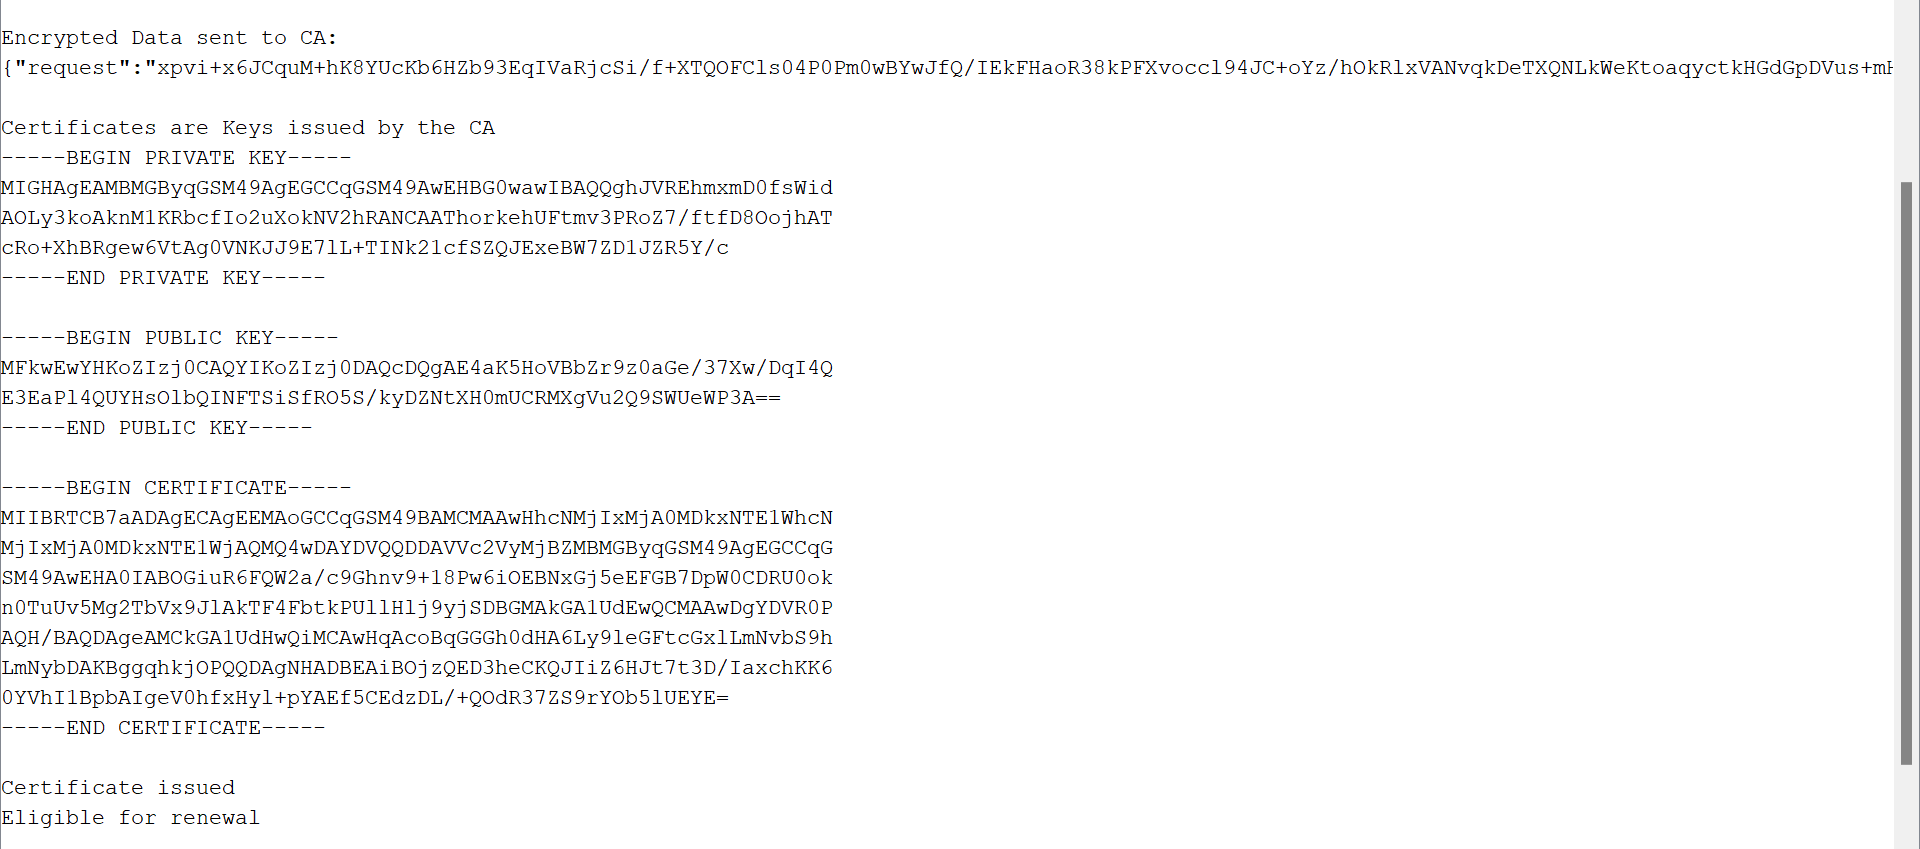 Encrypted Data sent to CA:
{"request":"xpvi+x6JCquM+hK8YUcKb6HZb93EqIVaRjcSi/f+XTQOFCls04P0Pm0wBYwJfQ/IEkFHaoR38kPFXvoccl94JC+oYz/hOkRlxVANvqkDeTXQNLkWeKtoaqyctkHGdGpDVus+mH
Certificates are Keys issued by the CA
-----BEGIN PRIVATE KEY-----
MIGHAgEAMBMGByqGSM49AgEGCCqGSM49AwEHBG0wawIBAQQghJVREhmxmD0fsWid
AOLy3koAknM1KRbcfIo2uXokNV2hRANCAAThorkehUFtmv3PRoZ7/ftfD8OojhAT
cRo+XhBRgew6VtAg0VNKJJ9E7lL+TINk21cfSZQJExeBW7ZD1JZR5Y/c
-----END PRIVATE KEY-----
-----BEGIN PUBLIC KEY-----
MFkwEwYHKoZIzj0CAQYIKoZIzj0DAQcDQgAE4aK5HoVBbZr9z0aGe/37Xw/DqI4Q
E3EaPl4QUYHsOlbQINFTSiSfRO5S/kyDZNtXH0mUCRMXgVu2Q9SWUeWP3A==
-----END PUBLIC KEY-----
-----BEGIN CERTIFICATE-----
MIIBRTCB7aADAgECAgEEMAoGCCqGSM49BAMCMAAwHhcNMjIxMjA0MDkxNTE1WhcN
MjIxMjA0MDkxNTE1WjAQMQ4wDAYDVQQDDAVVc2VyMjBZMBMGByqGSM49AgEGCCqG
SM49AwEHA0IABOGiuR6FQW2a/c9Ghnv9+18Pw6iOEBNxGj5eEFGB7DpW0CDRU0ok
n0TuUv5Mg2TbVx9JlAkTF4FbtkPUllHlj9yjSDBGMAkGA1UdEwQCMAAwDgYDVR0P
AQH/BAQDAgeAMCkGA1UdHwQiMCAwHqAcoBqGGGh0dHA6Ly9leGFtcGxlLmNvbS9h
LmNybDAKBggqhkjOPQQDAgNHADBEAiBOjzQED3heCKQJIiZ6HJt7t3D/IaxchKK6
0YVhI1BpbAIgeV0hfxHyl+pYAEf5CEdzDL/+QOdR37ZS9rYOb5lUEYE=
-----END CERTIFICATE-----
Certificate issued
Eligible for renewal